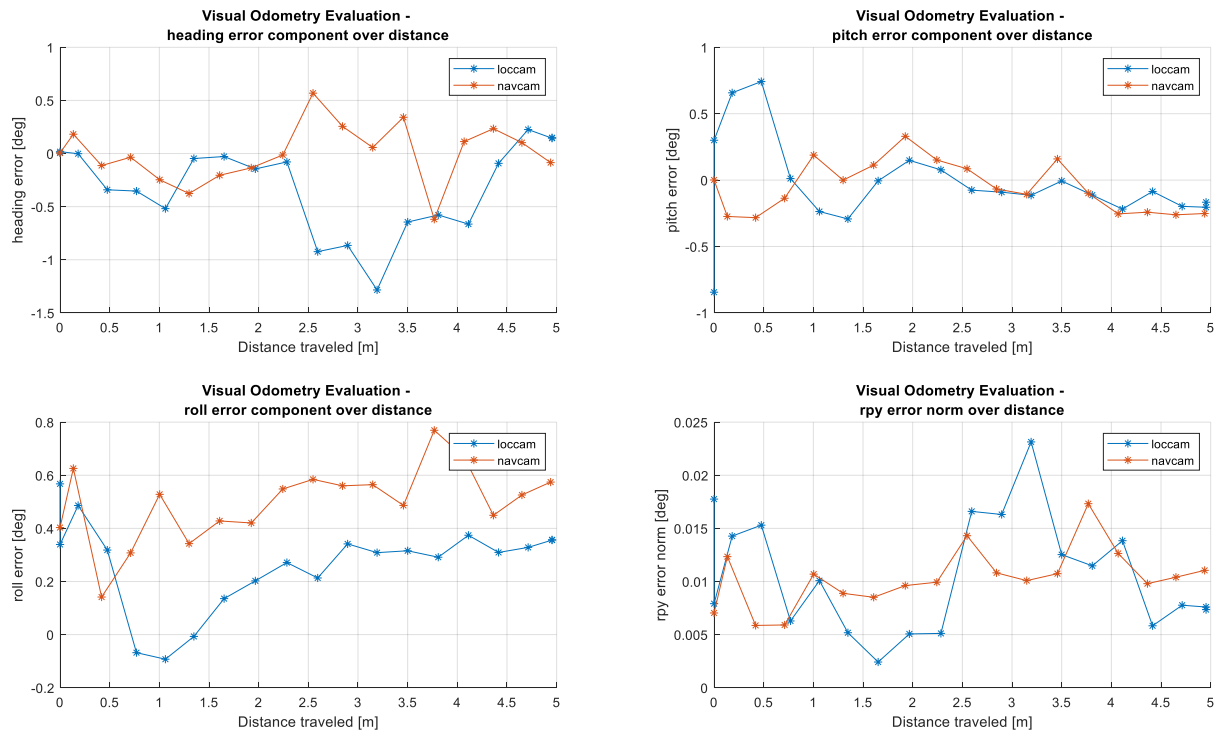 Visual Odometry Evaluation -
heading error component over distance
1
0.5
0
-0.5
-1
-1.5
heading error [deg]
0 0.5 1 1.5 2 2.5 3 3.5 4 4.5 5
Distance traveled [m]
loccam
navcam
Visual Odometry Evaluation -
pitch error component over distance
1
0.5
0
-0.5
-1
pitch error [deg]
0 0.5 1 1.5 2 2.5 3 3.5 4 4.5 5
Distance traveled [m]
loccam
navcam
Visual Odometry Evaluation -
roll error component over distance
0.8
0.6
0.4
0.2
0
-0.2
roll error [deg]
0 0.5 1 1.5 2 2.5 3 3.5 4 4.5 5
Distance traveled [m]
loccam
navcam
Visual Odometry Evaluation -
rpy error norm over distance
0.025
0.02
0.015
0.01
0.005
0
rpy error norm [deg]
0 0.5 1 1.5 2 2.5 3 3.5 4 4.5 5
Distance traveled [m]
loccam
navcam